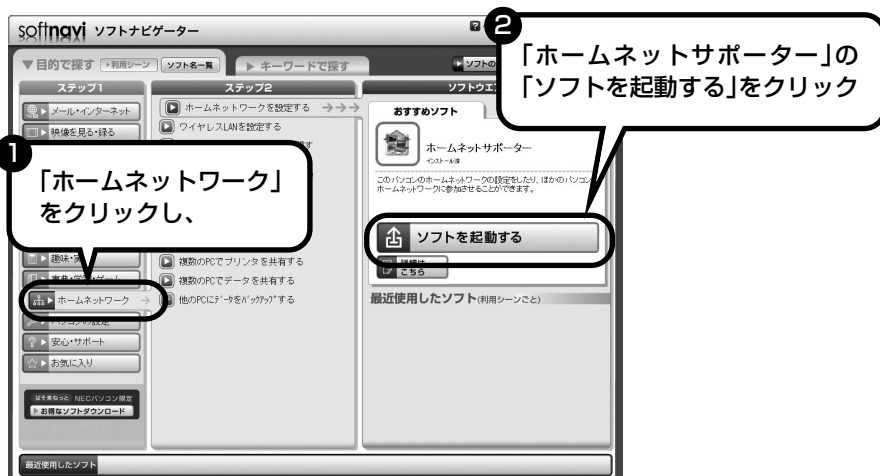 softnavi ソフトナビゲーター
▼目的で探す ▶利用シーン ソフト名一覧 ▶ キーワードで探す
ステップ1
メール・インターネット
映像を見る・録る
ホームネットワーク
安心・サポート
お気に入り
はそ楽ねっと NECパソコン限定
お得なソフトダウンロード
ステップ2
ホームネットワークを設定する
ワイヤレスLANを設定する
複数のPCでプリンタを共有する
複数のPCでデータを共有する
他のPCにデータをバックアップする
おすすめソフト
ホームネットサポーター
インストール済
このパソコンのホームネットワークの設定をしたり、ほかのパソコン
ホームネットワークに参加させることができます。
ソフトを起動する
こちら
最近使用したソフト(利用シーンごと)
最近使用したソフト
1
「ホームネットワーク」
をクリックし、
2
「ホームネットサポーター」の
「ソフトを起動する」をクリック